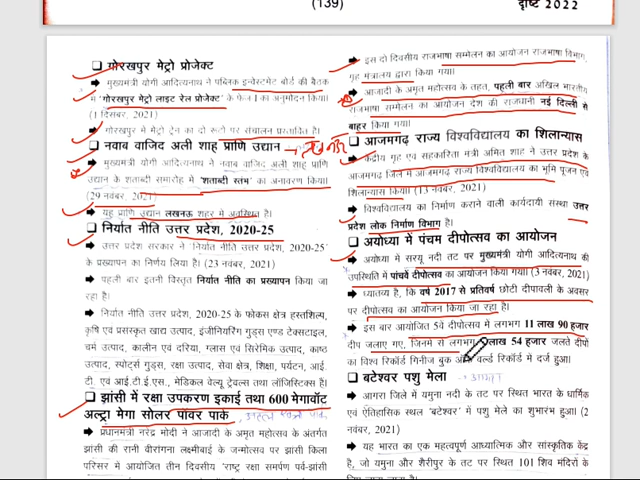 (139)
दृष्टि 2022
❑ गोरखपुर मेट्रो प्रोजेक्ट
➡ मुख्यमंत्री योगी आदित्यनाथ ने पब्लिक इन्वेस्टमेंट बोर्ड की बैठक
में 'गोरखपुर मेट्रो लाइट रेल प्रोजेक्ट' के फेज I का अनुमोदन किया।
(1 दिसंबर, 2021)
➡ गोरखपुर में मेट्रो ट्रेन का दो रूटों पर संचालन प्रस्तावित है।
❑ नवाब वाजिद अली शाह प्राणि उद्यान → लखनऊ
➡ मुख्यमंत्री योगी आदित्यनाथ ने नवाब वाजिद अली शाह प्राणि
उद्यान के शताब्दी समारोह में 'शताब्दी स्तंभ' का अनावरण किया।
(29 नवंबर, 2021)
➡ यह प्राणि उद्यान लखनऊ शहर में अवस्थित है।
❑ निर्यात नीति उत्तर प्रदेश, 2020-25
➡ उत्तर प्रदेश सरकार ने 'निर्यात नीति उत्तर प्रदेश, 2020-25'
के प्रख्यापन का निर्णय लिया है। (23 नवंबर, 2021)
➡ पहली बार इतनी विस्तृत निर्यात नीति का प्रख्यापन किया जा
रहा है।
➡ निर्यात नीति उत्तर प्रदेश, 2020-25 के फोकस क्षेत्र हस्तशिल्प,
कृषि एवं प्रसंस्कृत खाद्य उत्पाद, इंजीनियरिंग गुड्स एण्ड टेक्सटाइल,
चर्म उत्पाद, कालीन एवं दरियां, ग्लास एवं सिरेमिक उत्पाद, काष्ठ
उत्पाद, स्पोर्ट्स गुड्स, रक्षा उत्पाद, सेवा क्षेत्र, शिक्षा, पर्यटन, आई.
टी. एवं आई.टी.ई.एस., मेडिकल वेल्यू ट्रेवल्स तथा लॉजिस्टिक्स हैं।
❑ झांसी में रक्षा उपकरण इकाई तथा 600 मेगावॉट
अल्ट्रा मेगा सोलर पॉवर पार्क
➡ प्रधानमंत्री नरेंद्र मोदी ने आजादी के अमृत महोत्सव के अंतर्गत
झांसी की रानी वीरांगना लक्ष्मीबाई के जन्मोत्सव पर झांसी किला
परिसर में आयोजित तीन दिवसीय 'राष्ट्र रक्षा समर्पण पर्व-झांसी
➡ इस दो दिवसीय राजभाषा सम्मेलन का आयोजन राजभाषा विभाग,
गृह मंत्रालय द्वारा किया गया।
➡ आजादी के अमृत महोत्सव के तहत, पहली बार अखिल भारतीय
राजभाषा सम्मेलन का आयोजन देश की राजधानी नई दिल्ली से
बाहर किया गया।
❑ आजमगढ़ राज्य विश्वविद्यालय का शिलान्यास
➡ केंद्रीय गृह एवं सहकारिता मंत्री अमित शाह ने उत्तर प्रदेश के
आजमगढ़ जिले में आजमगढ़ राज्य विश्वविद्यालय का भूमि पूजन एवं
शिलान्यास किया। (13 नवंबर, 2021)
➡ विश्वविद्यालय का निर्माण कराने वाली कार्यदायी संस्था उत्तर
प्रदेश लोक निर्माण विभाग है।
❑ अयोध्या में पंचम दीपोत्सव का आयोजन
➡ अयोध्या में सरयू नदी तट पर मुख्यमंत्री योगी आदित्यनाथ की
उपस्थिति में पांचवें दीपोत्सव का आयोजन किया गया। (3 नवंबर, 2021)
➡ ध्यातव्य है, कि वर्ष 2017 से प्रतिवर्ष छोटी दीपावली के अवसर
पर दीपोत्सव का आयोजन किया जा रहा है।
➡ इस बार आयोजित 5वें दीपोत्सव में लगभग 11 लाख 90 हजार
दीप जलाए गए, जिनमें से लगभग लाख 54 हजार जलते दीपों
का विश्व रिकॉर्ड गिनीज बुक वर्ल्ड रिकॉर्ड में दर्ज हुआ।
❑ बटेश्वर पशु मेला
➡ आगरा जिले में यमुना नदी के तट पर स्थित भारत के धार्मिक
एवं ऐतिहासिक स्थल 'बटेश्वर' में पशु मेला का शुभारंभ हुआ। (2
नवंबर, 2021)
➡ यह भारत का एक महत्वपूर्ण आध्यात्मिक और सांस्कृतिक केंद्र
है, जो यमुना और शौरीपुर के तट पर स्थित 101 शिव मंदिरों के